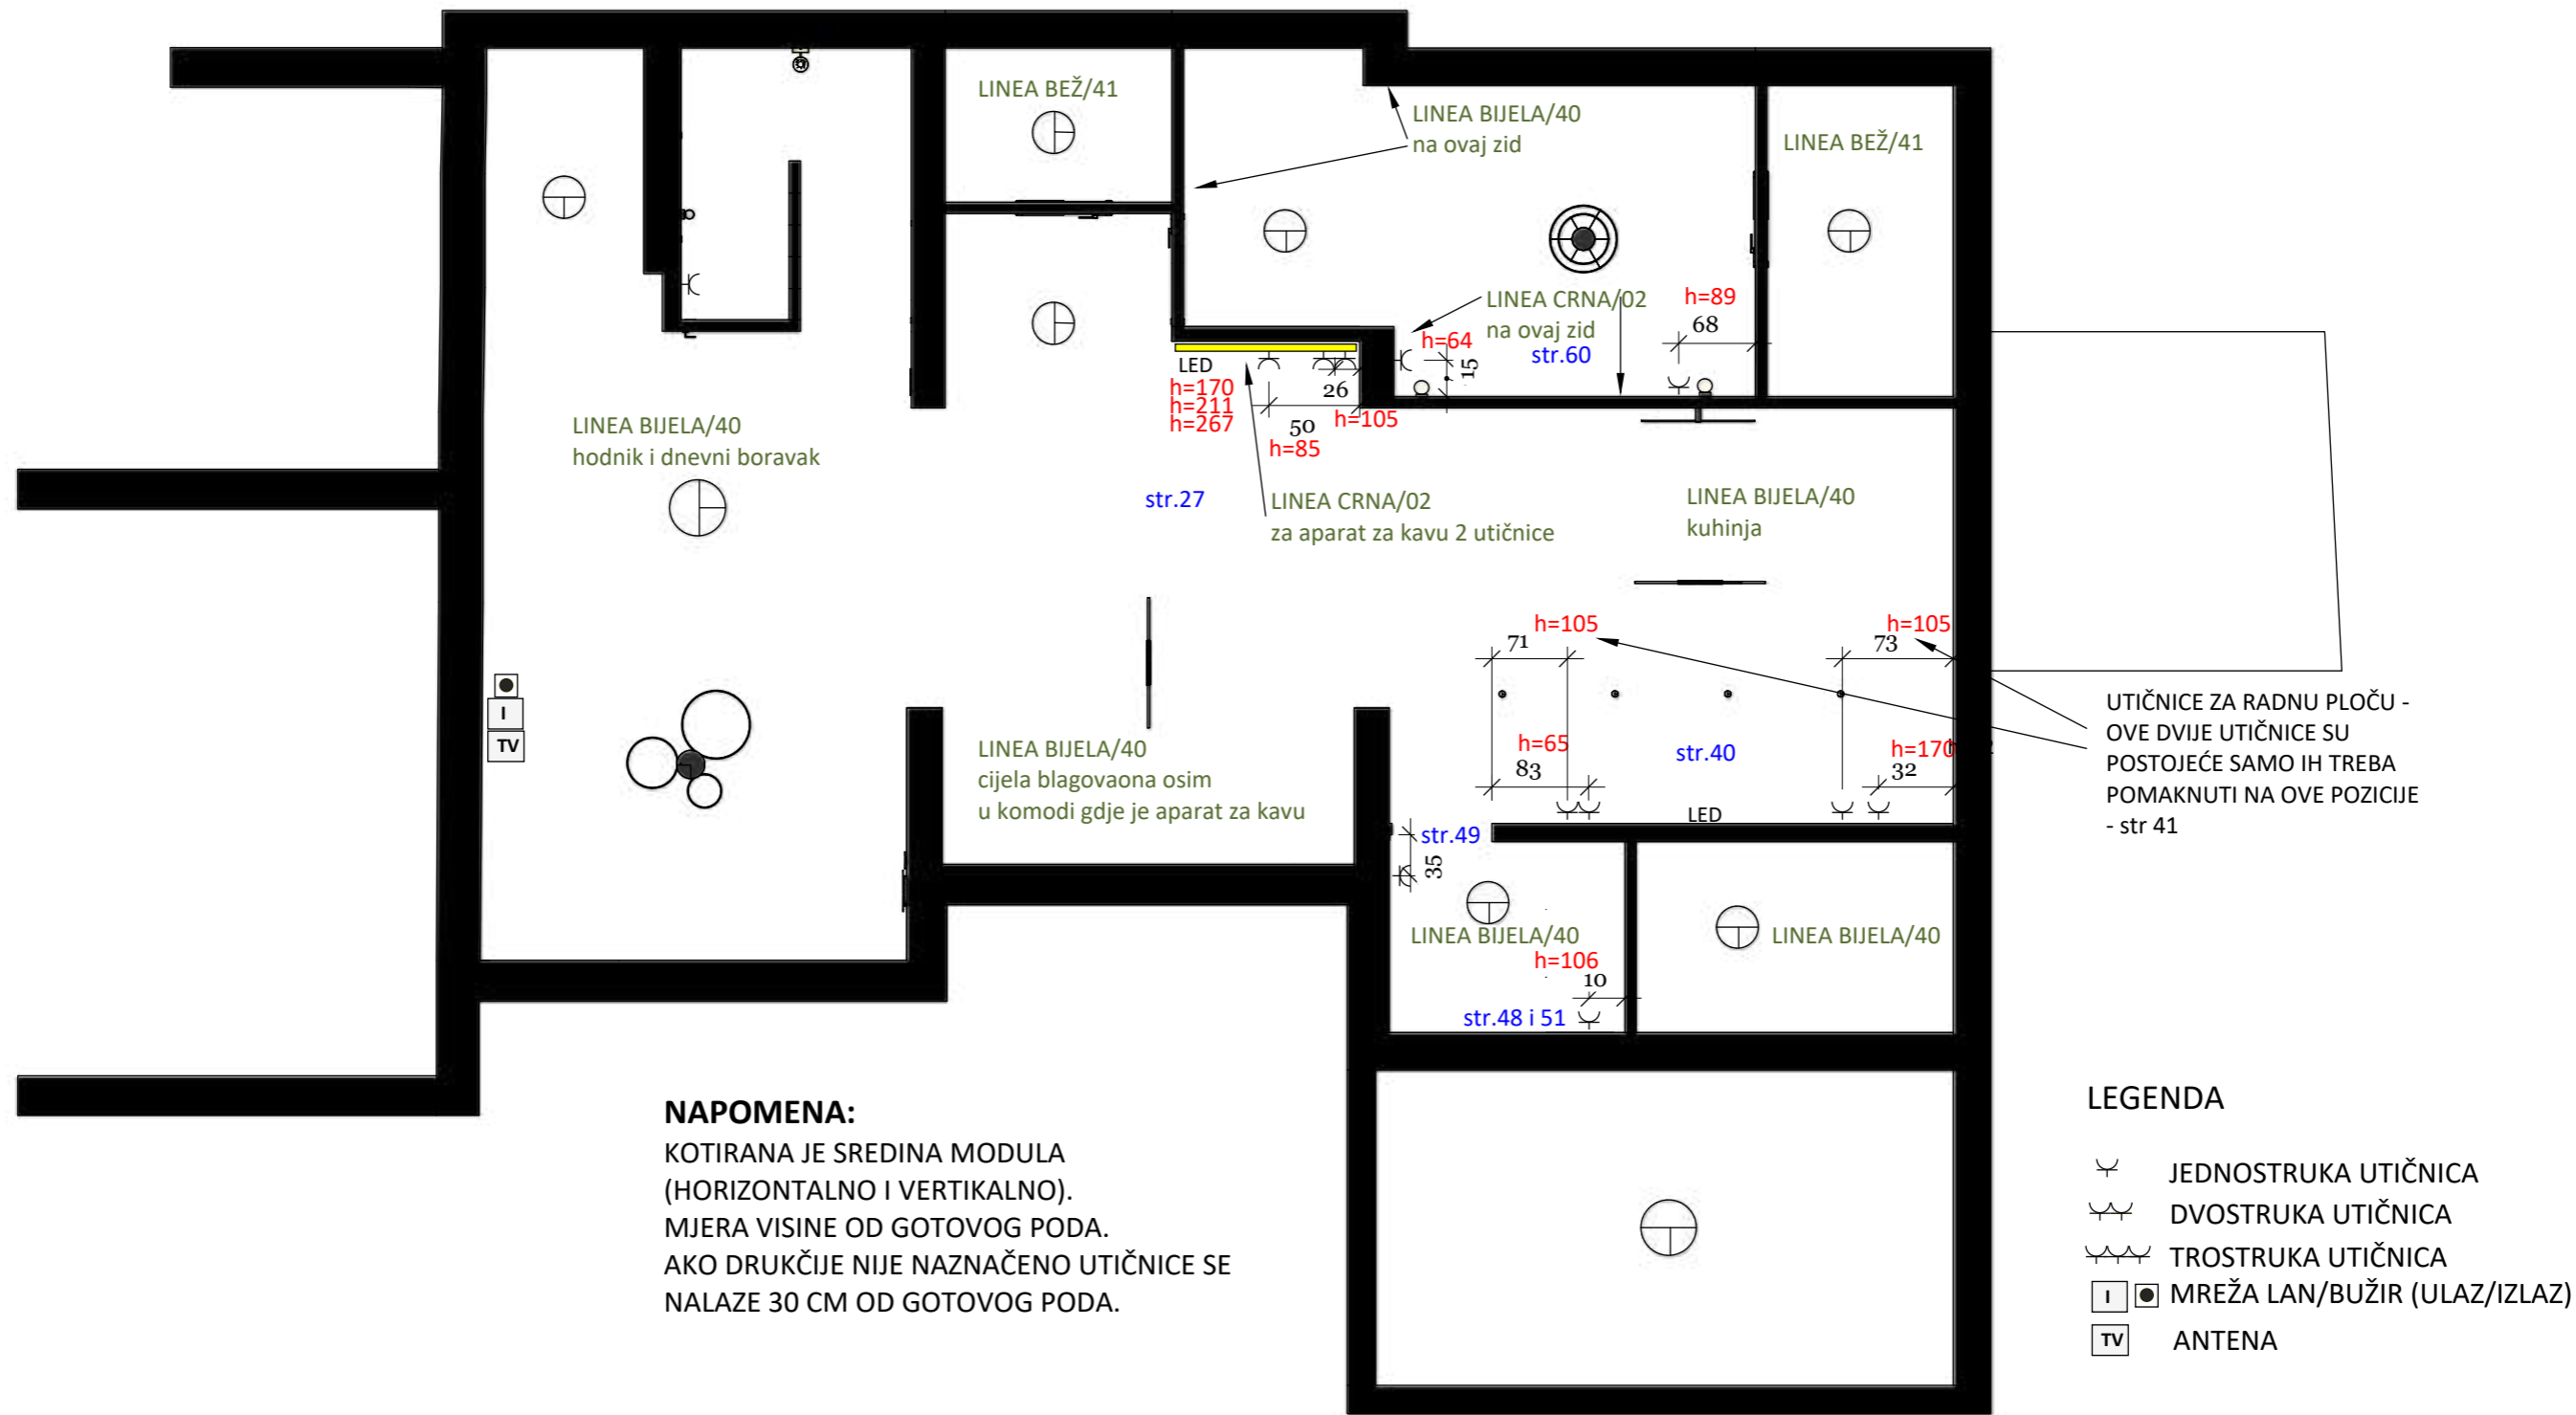 LINEA BEŽ/41
LINEA BIJELA/40
na ovaj zid
LINEA BEŽ/41
LINEA CRNA/02
na ovaj zid
h=89
68
h=64
str.60
15
LED
h=170
h=211
h=267
26
50
h=105
h=85
LINEA BIJELA/40
hodnik i dnevni boravak
str.27
LINEA CRNA/02
za aparat za kavu 2 utičnice
LINEA BIJELA/40
kuhinja
h=105
71
h=105
73
I
TV
LINEA BIJELA/40
cijela blagovaona osim
u komodi gdje je aparat za kavu
h=65
83
str.40
h=170
32
LED
UTIČNICE ZA RADNU PLOČU -
OVE DVIJE UTIČNICE SU
POSTOJEĆE SAMO IH TREBA
POMAKNUTI NA OVE POZICIJE
- str 41
str.49
35
LINEA BIJELA/40
h=106
10
str.48 i 51
LINEA BIJELA/40
NAPOMENA:
KOTIRANA JE SREDINA MODULA
(HORIZONTALNO I VERTIKALNO).
MJERA VISINE OD GOTOVOG PODA.
AKO DRUKČIJE NIJE NAZNAČENO UTIČNICE SE
NALAZE 30 CM OD GOTOVOG PODA.
LEGENDA
JEDNOSTRUKA UTIČNICA
DVOSTRUKA UTIČNICA
TROSTRUKA UTIČNICA
I MREŽA LAN/BUŽIR (ULAZ/IZLAZ)
TV ANTENA